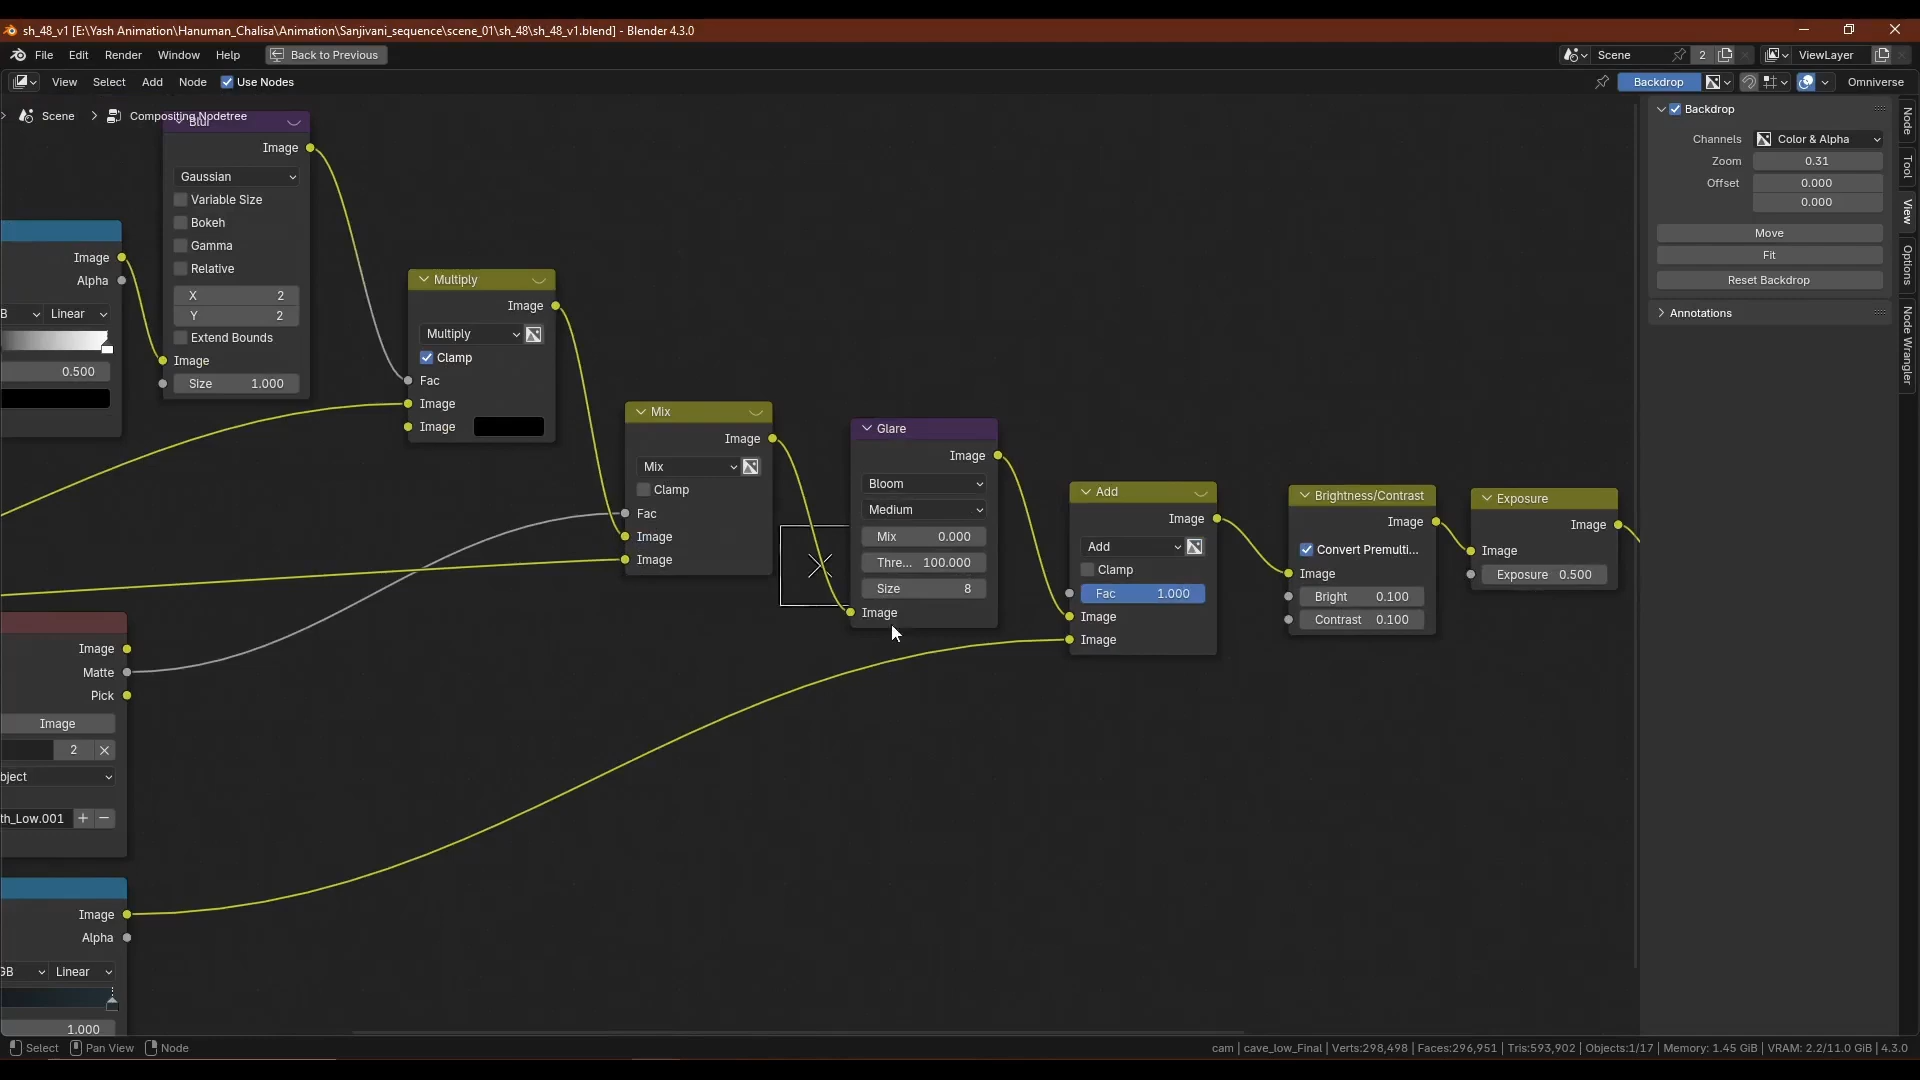 sh_48_v1 [E:\Yash Animation\Hanuman_Chalisa\Animation\Sanjivani_sequence\scene_01\sh_48\sh_48_v1.blend] - Blender 4.3.0
File Edit Render Window Help Back to Previous Scene 2 ViewLayer
View Select Add Node Use Nodes Backdrop Omniverse
Scene > Compositing Nodetree
Blur
Image
Gaussian
Variable Size
Bokeh
Gamma
Relative
X 2
Y 2
Extend Bounds
Image
Size 1.000
Image
Alpha
B Linear
0.500
Multiply
Image
Multiply
Clamp
Fac
Image
Image
Mix
Image
Mix
Clamp
Fac
Image
Image
Glare
Image
Bloom
Medium
Mix 0.000
Thre... 100.000
Size 8
Image
Add
Image
Add
Clamp
Fac 1.000
Image
Image
Brightness/Contrast
Image
Convert Premulti...
Image
Bright 0.100
Contrast 0.100
Exposure
Image
Image
Exposure 0.500
Image
Matte
Pick
Image
2
bject
th_Low.001
Image
Alpha
GB Linear
1.000
Backdrop
Channels Color & Alpha
Zoom 0.31
Offset 0.000
0.000
Move
Fit
Reset Backdrop
Annotations
Node
Tool
View
Options
Node Wrangler
Select Pan View Node
cam | cave_low_Final | Verts:298,498 | Faces:296,951 | Tris:593,902 | Objects:1/17 | Memory: 1.45 GiB | VRAM: 2.2/11.0 GiB | 4.3.0